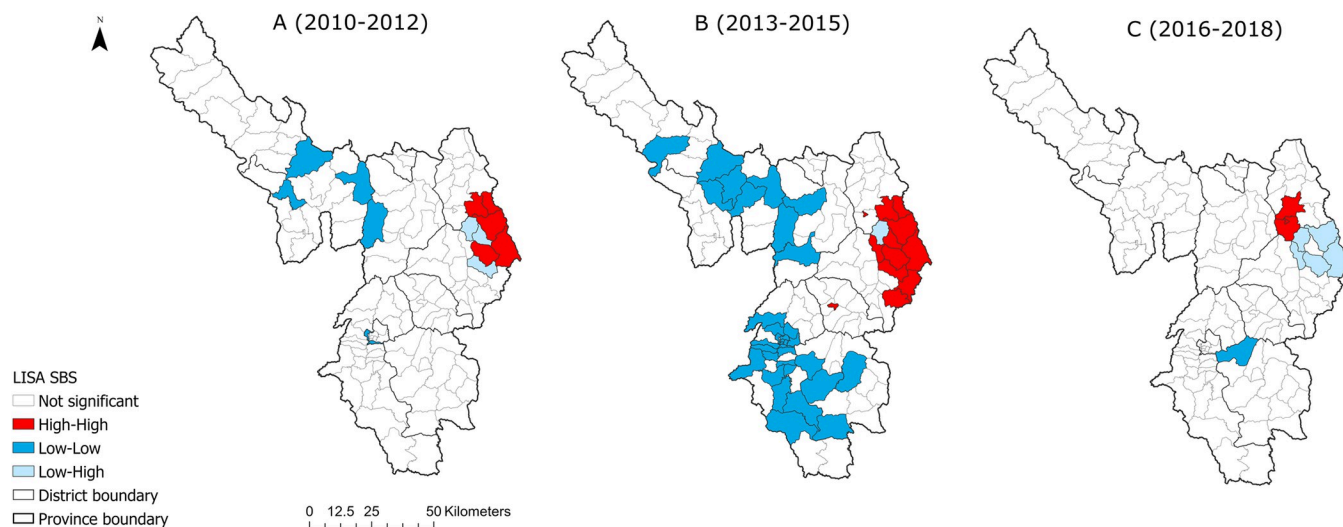 N
A (2010-2012)
B (2013-2015)
C (2016-2018)
LISA SBS
Not significant
High-High
Low-Low
Low-High
District boundary
Province boundary
0 12.5 25 50 Kilometers